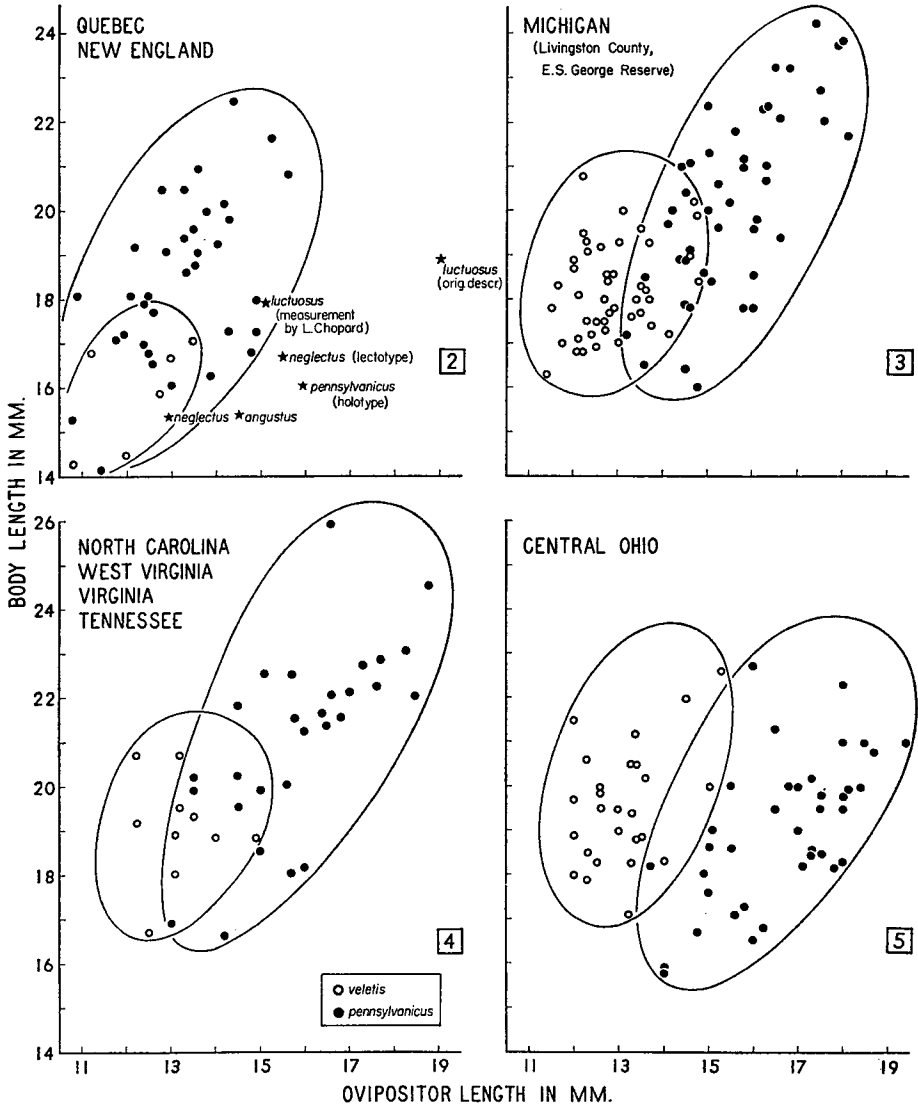 QUEBEC
NEW ENGLAND
24
22
20
18
16
14
luctuosus
(measurement
by L. Chopard)
luctuosus
(orig. descr.)
neglectus (lectotype)
pennsylvanicus
(holotype)
neglectus
angustus
2
MICHIGAN
(Livingston County,
E.S. George Reserve)
3
BODY LENGTH IN MM.
NORTH CAROLINA
WEST VIRGINIA
VIRGINIA
TENNESSEE
26
24
22
20
18
16
14
4
veletis
pennsylvanicus
11 13 15 17 19
CENTRAL OHIO
5
11 13 15 17 19
OVIPOSITOR LENGTH IN MM.